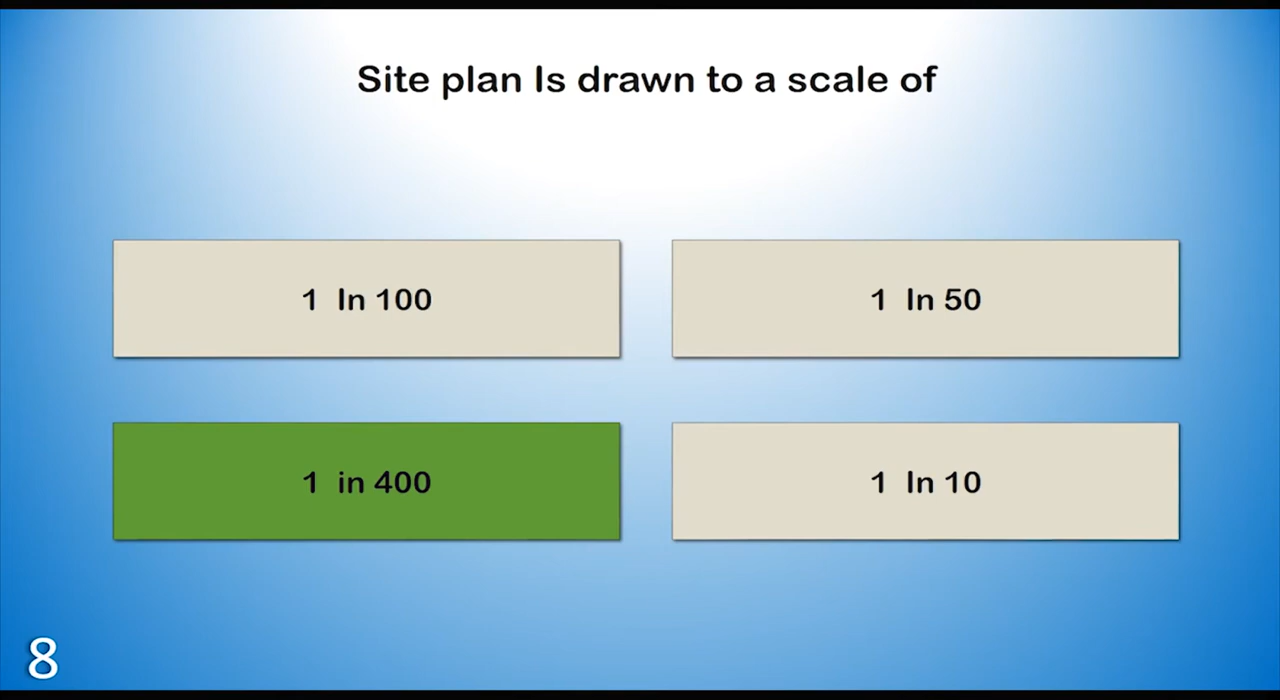 Site plan Is drawn to a scale of
1 In 100
1 In 50
1 in 400
1 In 10
8